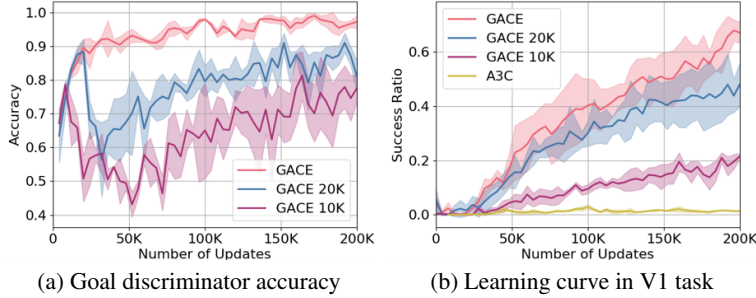 1.0
0.9
0.8
0.7
0.6
0.5
0.4
Accuracy
GACE
GACE 20K
GACE 10K
0 50K 100K 150K 200K
Number of Updates
(a) Goal discriminator accuracy
GACE
GACE 20K
GACE 10K
A3C
0.6
0.4
0.2
0.0
Success Ratio
0 50K 100K 150K 200K
Number of Updates
(b) Learning curve in V1 task